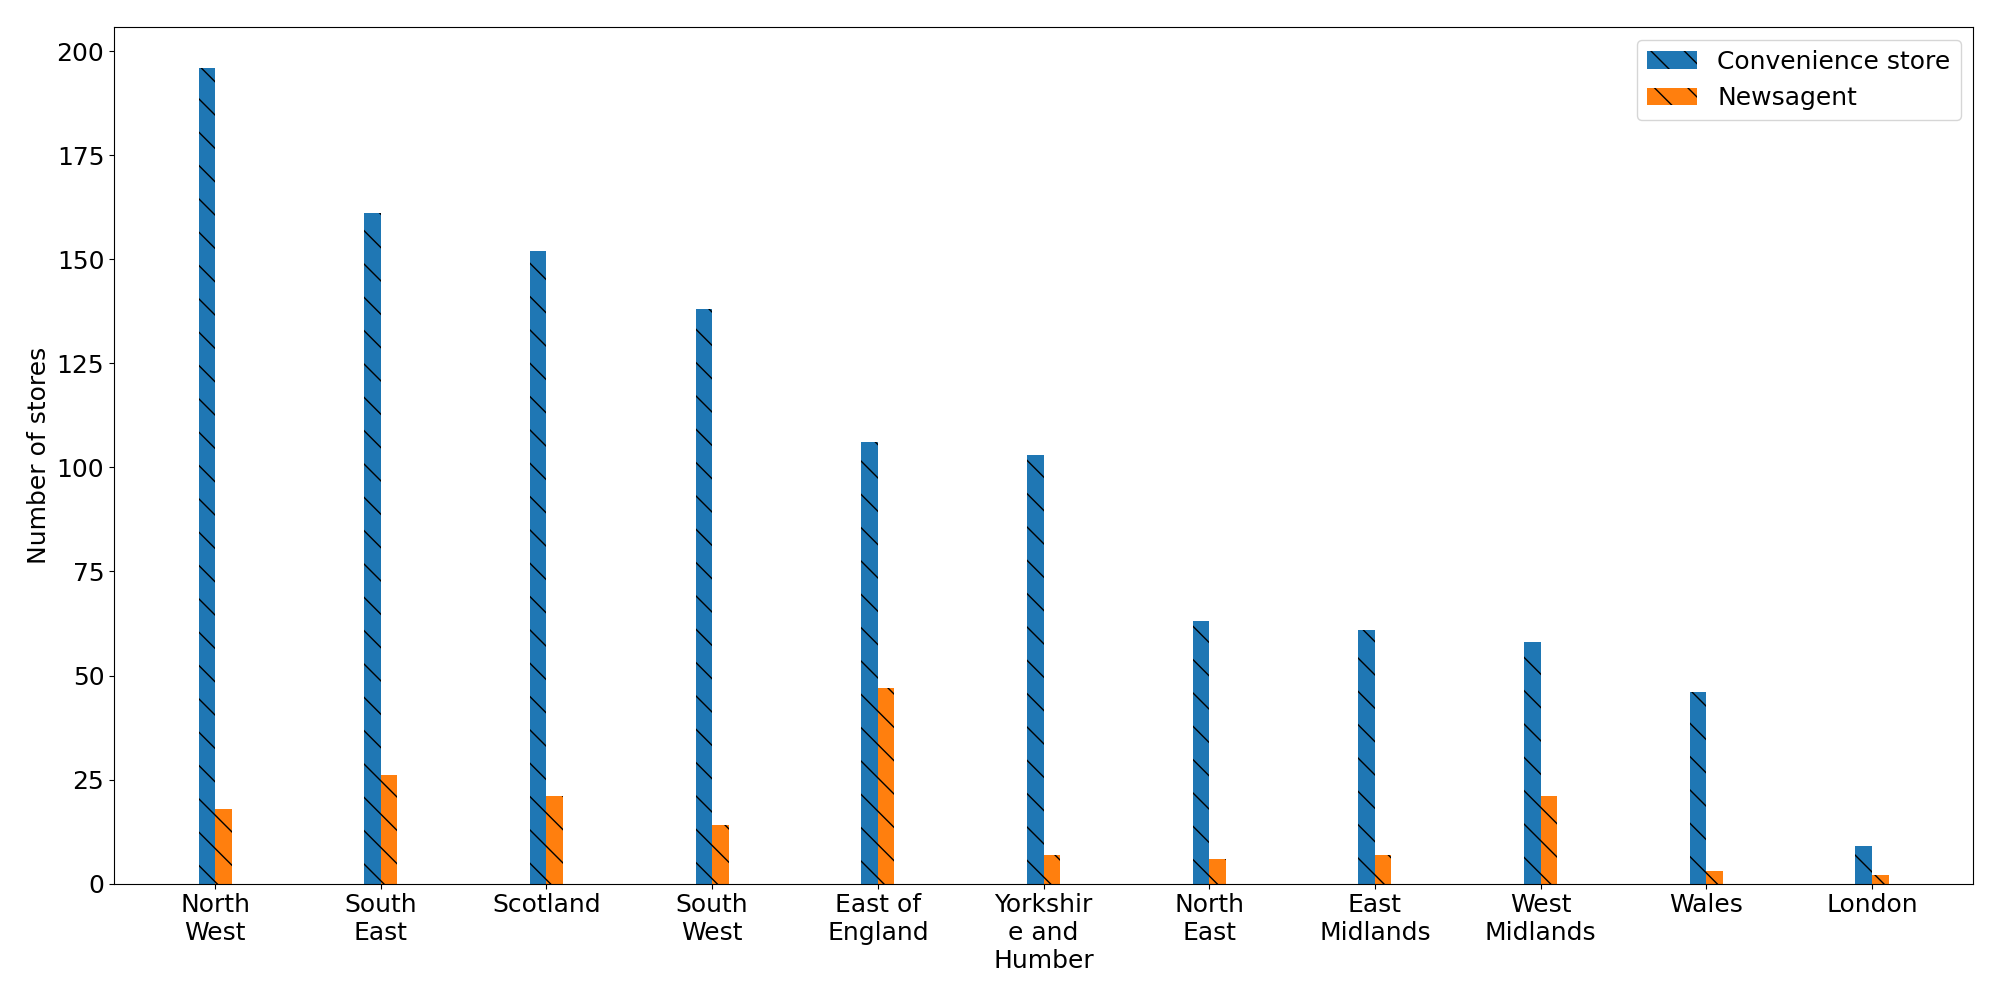 200
175
150
125
100
75
50
25
0
Number of stores
Convenience store
Newsagent
North
West
South
East
Scotland
South
West
East of
England
Yorkshir
e and
Humber
North
East
East
Midlands
West
Midlands
Wales
London